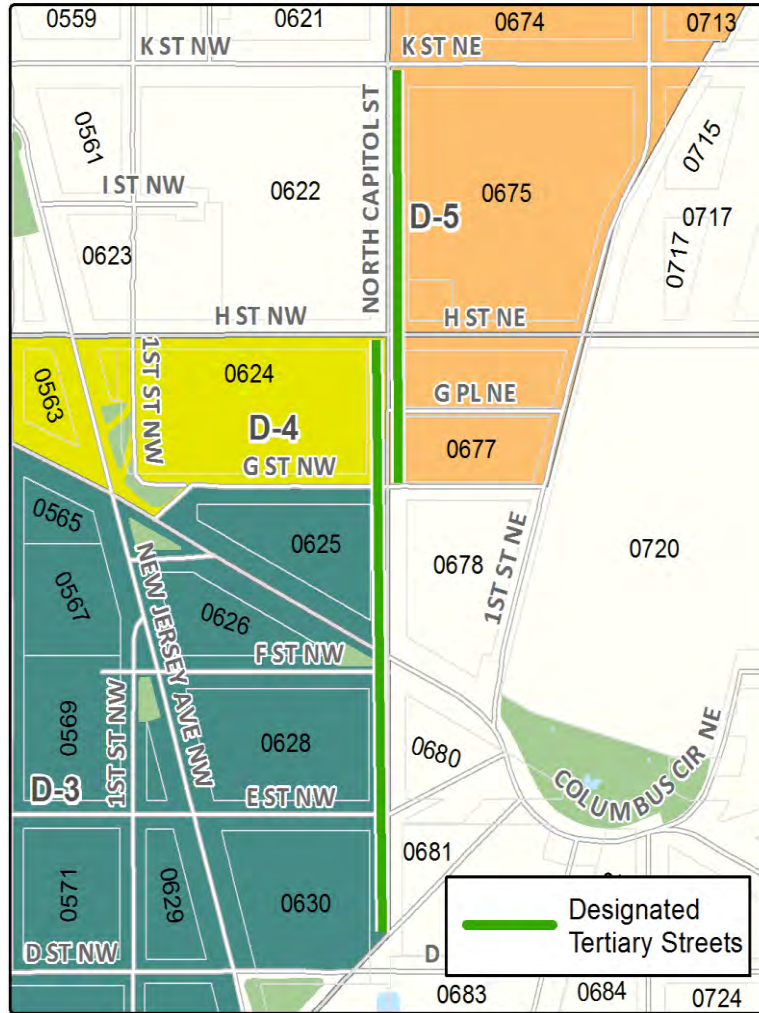 0559
0621
0674
0713
K ST NW
K ST NE
0561
NORTH CAPITOL ST
0715
I ST NW
0622
0675
0717
D-5
0717
0623
H ST NW
H ST NE
1ST ST NW
0624
0563
G PL NE
D-4
0677
G ST NW
0565
0625
0678
1ST ST NE
0720
0567
NEW JERSEY AVE NW
0626
F ST NW
0569
1ST ST NW
0628
0680
COLUMBUS CIR NE
D-3
E ST NW
0681
0571
0629
0630
Designated
Tertiary Streets
D ST NW
D
0683
0684
0724